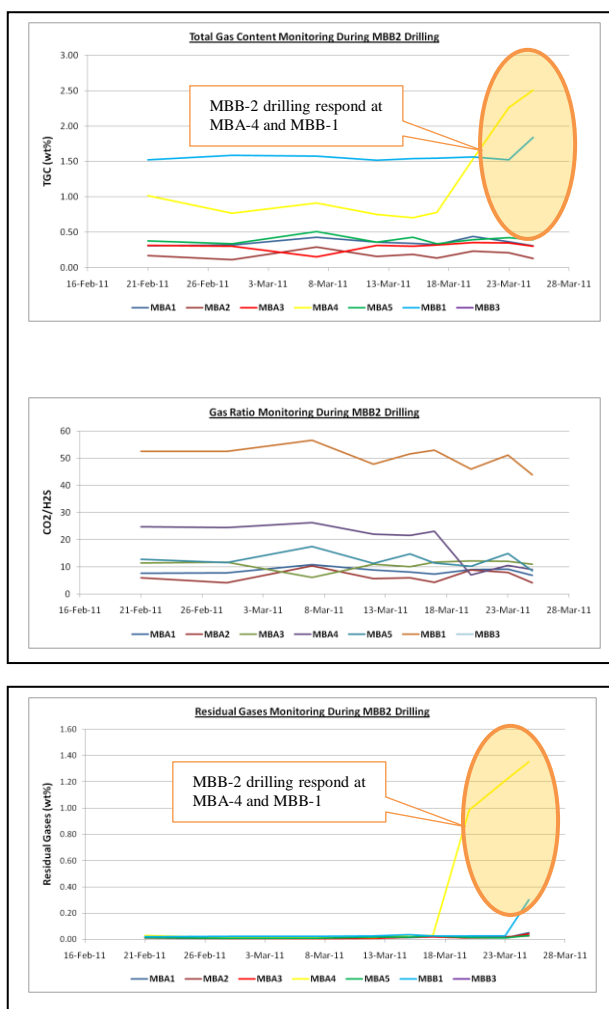 Total Gas Content Monitoring During MBB2 Drilling
3.00
2.50
2.00
1.50
1.00
0.50
0.00
TGC (wt%)
MBB-2 drilling respond at
MBA-4 and MBB-1
16-Feb-11 21-Feb-11 26-Feb-11 3-Mar-11 8-Mar-11 13-Mar-11 18-Mar-11 23-Mar-11 28-Mar-11
MBA1 MBA2 MBA3 MBA4 MBA5 MBB1 MBB3
Gas Ratio Monitoring During MBB2 Drilling
60
50
40
30
20
10
0
CO2/H2S
16-Feb-11 21-Feb-11 26-Feb-11 3-Mar-11 8-Mar-11 13-Mar-11 18-Mar-11 23-Mar-11 28-Mar-11
MBA1 MBA2 MBA3 MBA4 MBA5 MBB1 MBB3
Residual Gases Monitoring During MBB2 Drilling
1.60
1.40
1.20
1.00
0.80
0.60
0.40
0.20
0.00
Residual Gases (wt%)
MBB-2 drilling respond at
MBA-4 and MBB-1
16-Feb-11 21-Feb-11 26-Feb-11 3-Mar-11 8-Mar-11 13-Mar-11 18-Mar-11 23-Mar-11 28-Mar-11
MBA1 MBA2 MBA3 MBA4 MBA5 MBB1 MBB3